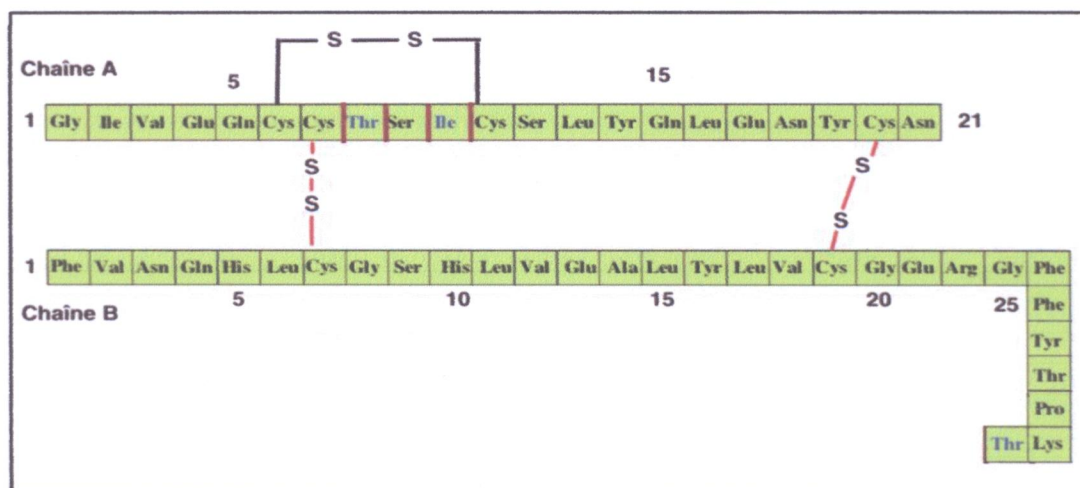 S S
Chaîne A
5 15
1 Gly Ile Val Glu Gln Cys Cys Thr Ser Ile Cys Ser Leu Tyr Gln Leu Glu Asn Tyr Cys Asn 21
S S
S S
1 Phe Val Asn Gln His Leu Cys Gly Ser His Leu Val Glu Ala Leu Tyr Leu Val Cys Gly Glu Arg Gly Phe
5 10 15 20 25 Phe
Chaîne B
Tyr
Thr
Pro
Thr Lys